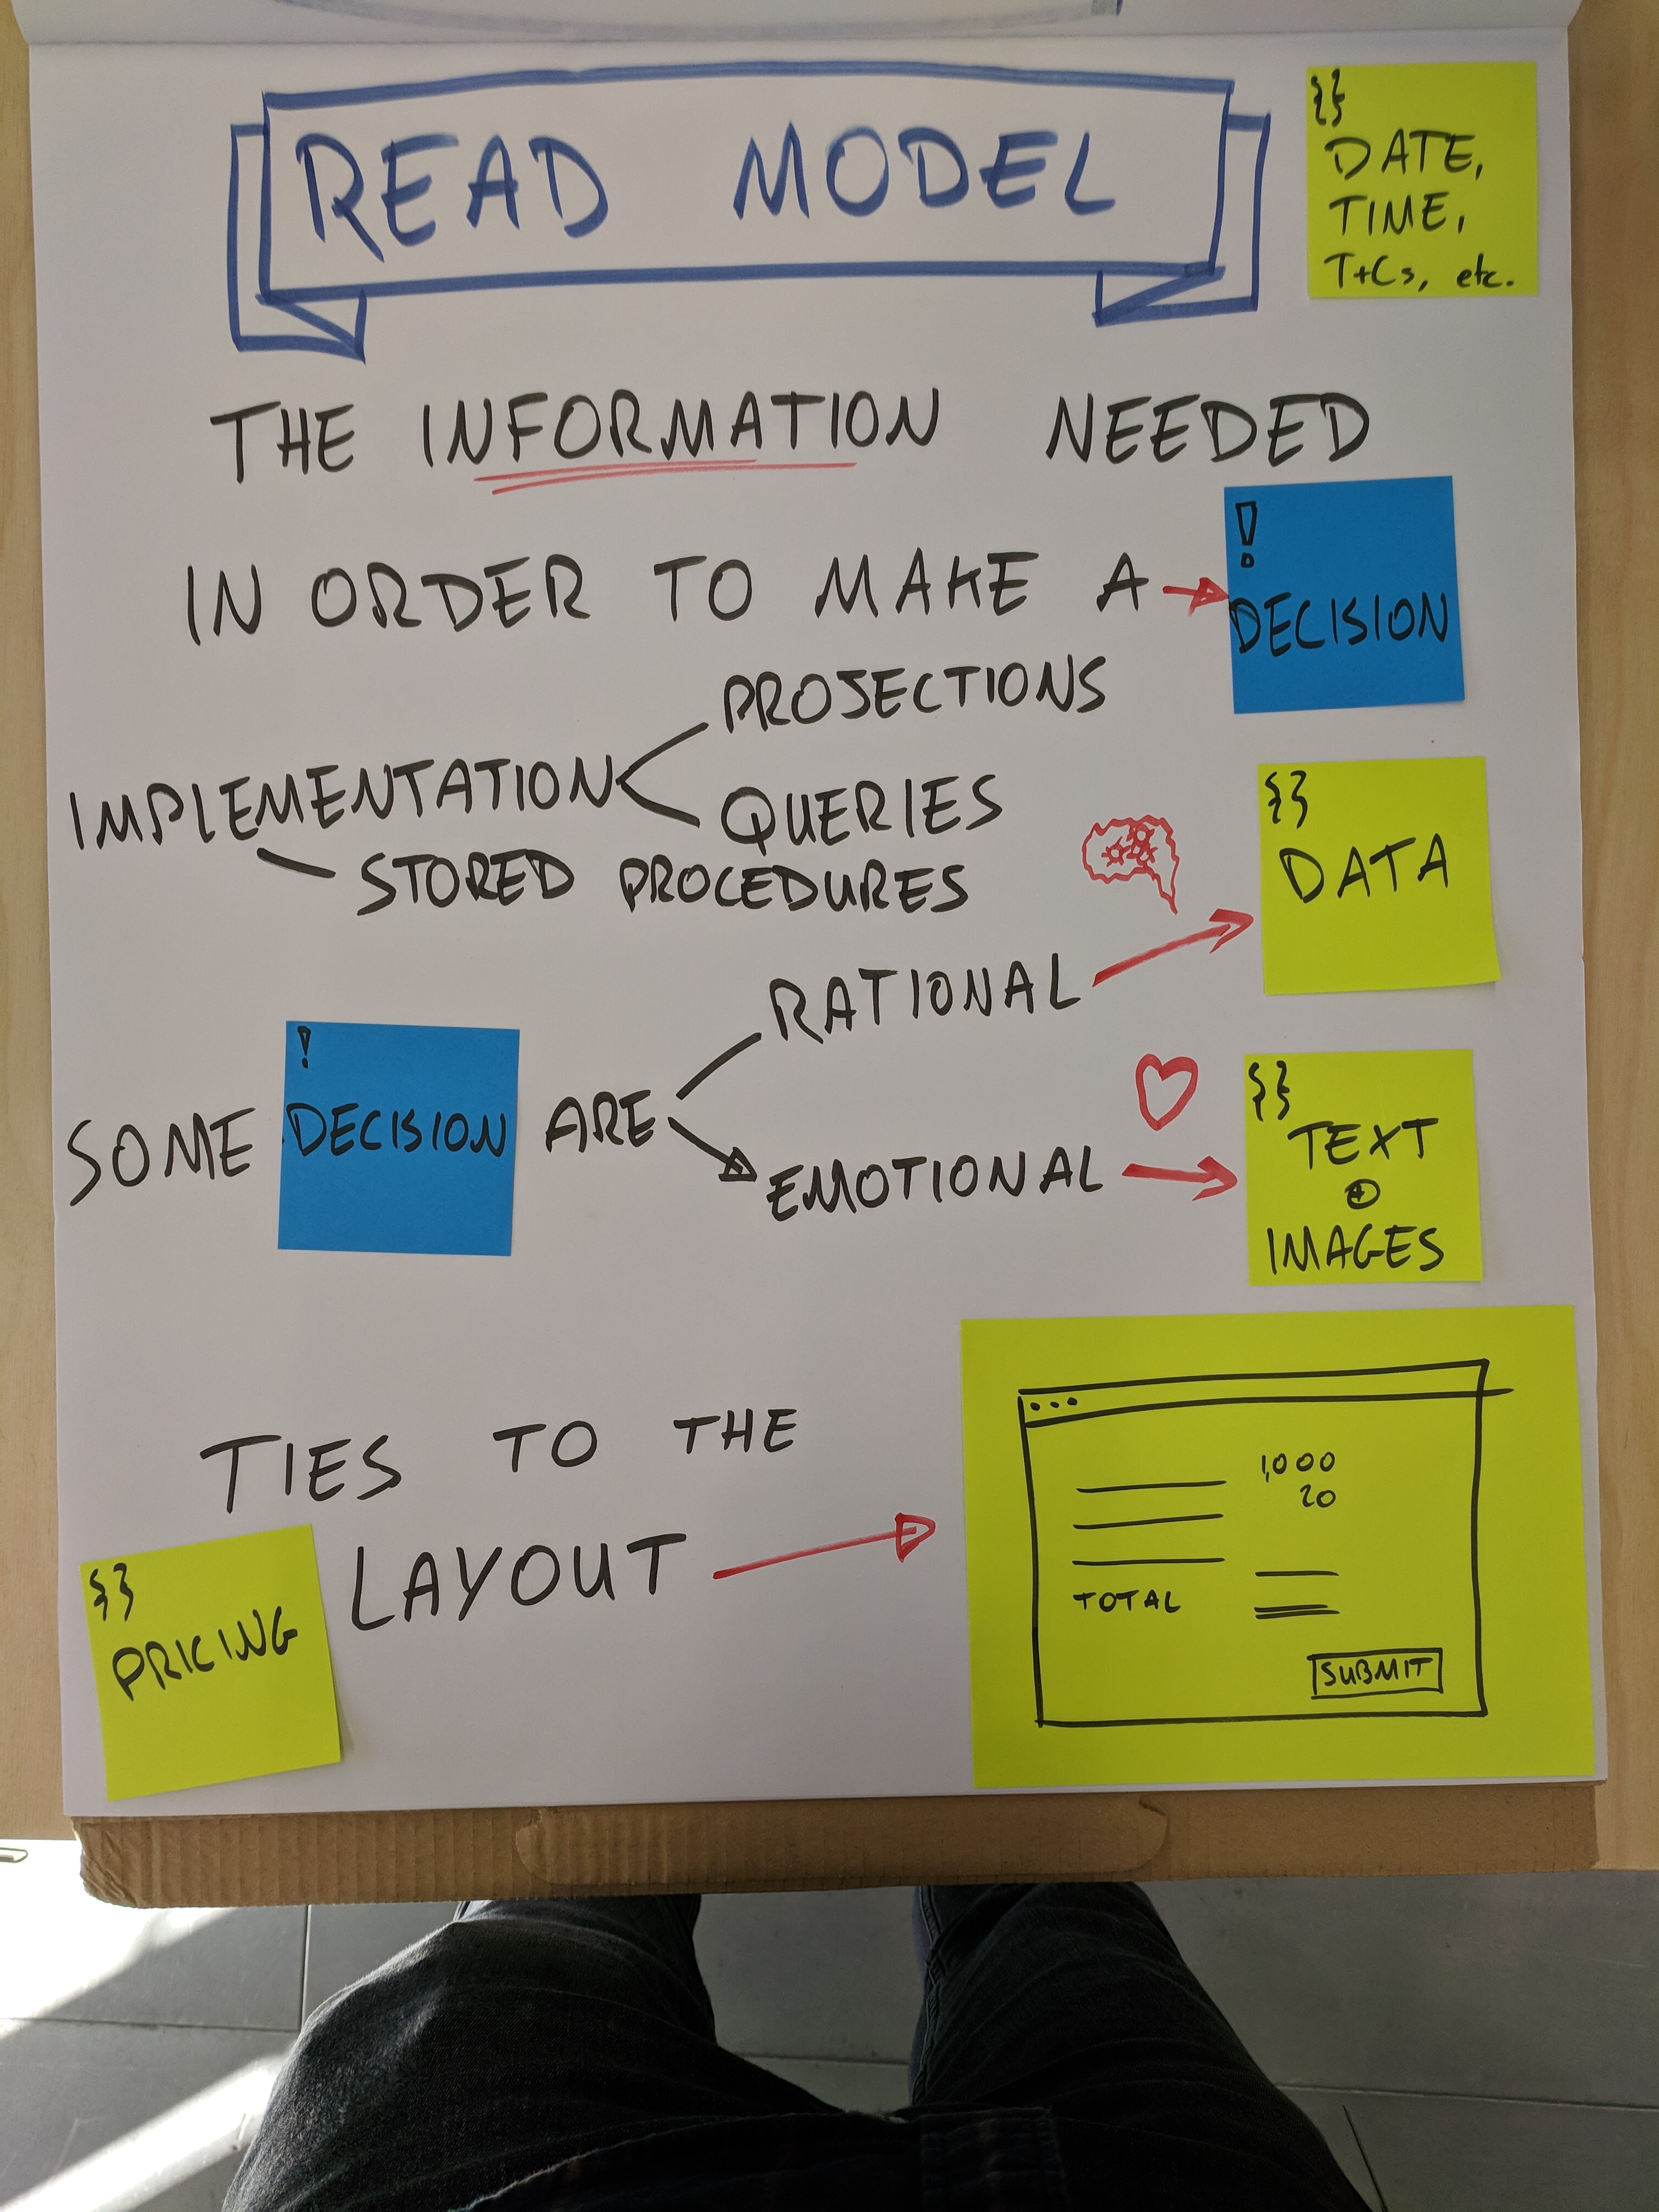 READ MODEL
{}
DATE,
TIME,
T+Cs, etc.
THE INFORMATION NEEDED
IN ORDER TO MAKE A
!
DECISION
IMPLEMENTATION
PROJECTIONS
QUERIES
STORED PROCEDURES
{}
DATA
RATIONAL
SOME
!
DECISION
ARE
EMOTIONAL
{}
TEXT
+
IMAGES
TIES TO THE
LAYOUT
{}
PRICING
1,000
20
TOTAL
SUBMIT